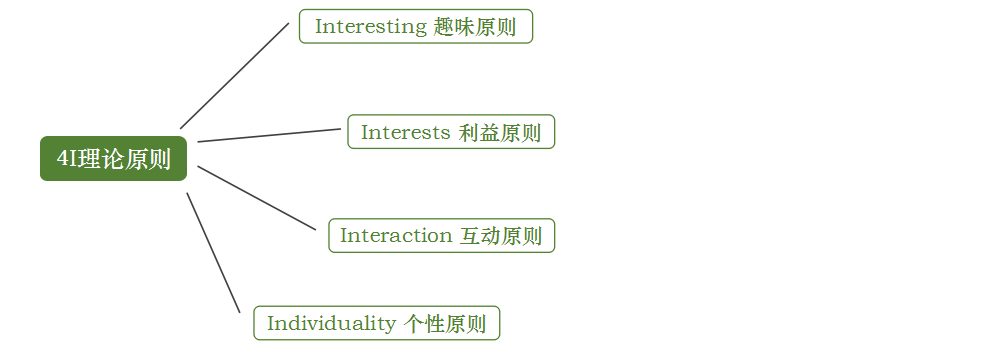 Interesting 趣味原则
Interests 利益原则
4I理论原则
Interaction 互动原则
Individuality 个性原则